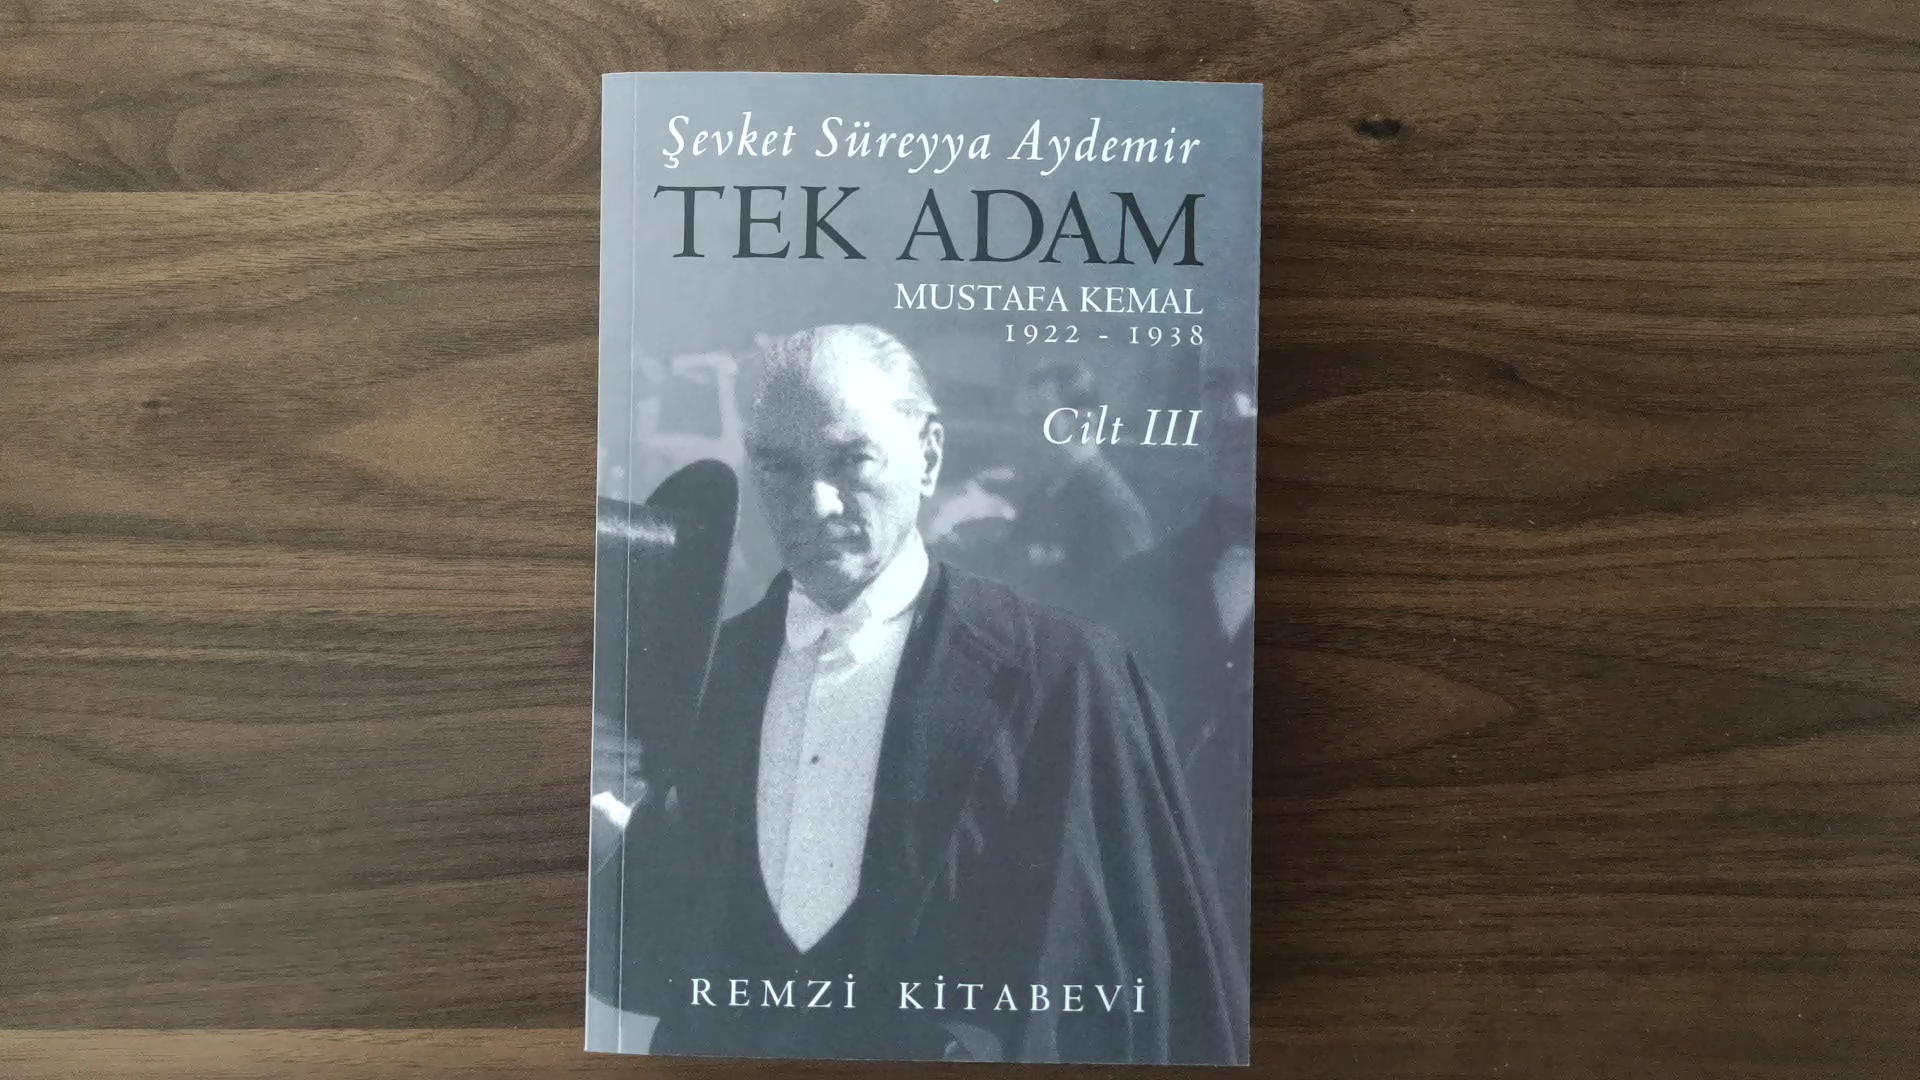 Şevket Süreyya Aydemir
TEK ADAM
MUSTAFA KEMAL
1922 - 1938
Cilt III
REMZİ KİTABEVİ